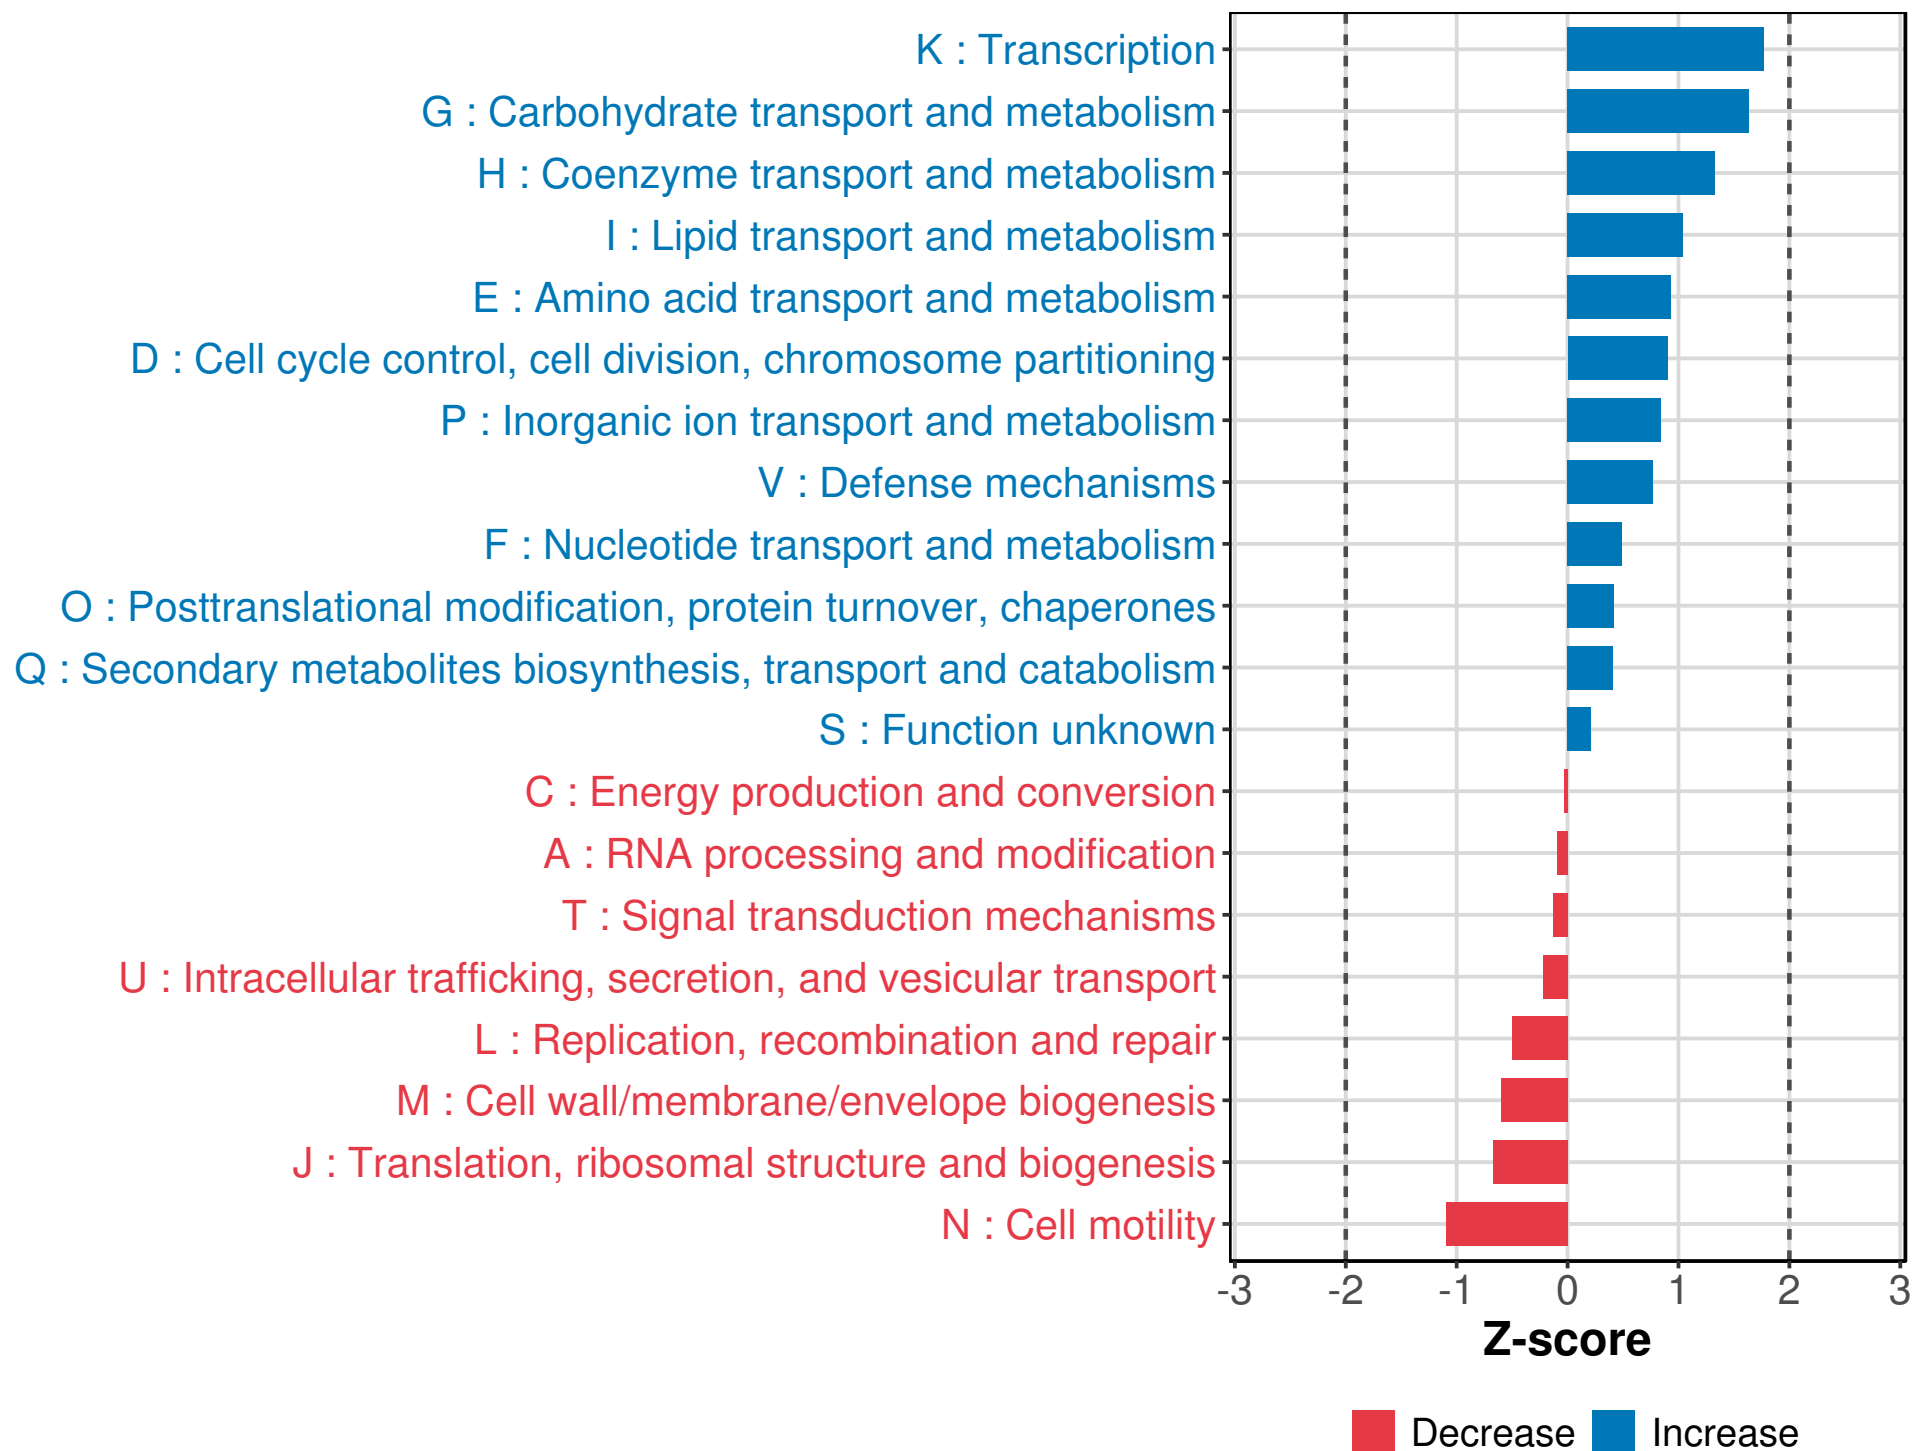 K : Transcription
G : Carbohydrate transport and metabolism
H : Coenzyme transport and metabolism
I : Lipid transport and metabolism
E : Amino acid transport and metabolism
D : Cell cycle control, cell division, chromosome partitioning
P : Inorganic ion transport and metabolism
V : Defense mechanisms
F : Nucleotide transport and metabolism
O : Posttranslational modification, protein turnover, chaperones
Q : Secondary metabolites biosynthesis, transport and catabolism
S : Function unknown
C : Energy production and conversion
A : RNA processing and modification
T : Signal transduction mechanisms
U : Intracellular trafficking, secretion, and vesicular transport
L : Replication, recombination and repair
M : Cell wall/membrane/envelope biogenesis
J : Translation, ribosomal structure and biogenesis
N : Cell motility
-3 -2 -1 0 1 2 3
Z-score
Decrease Increase